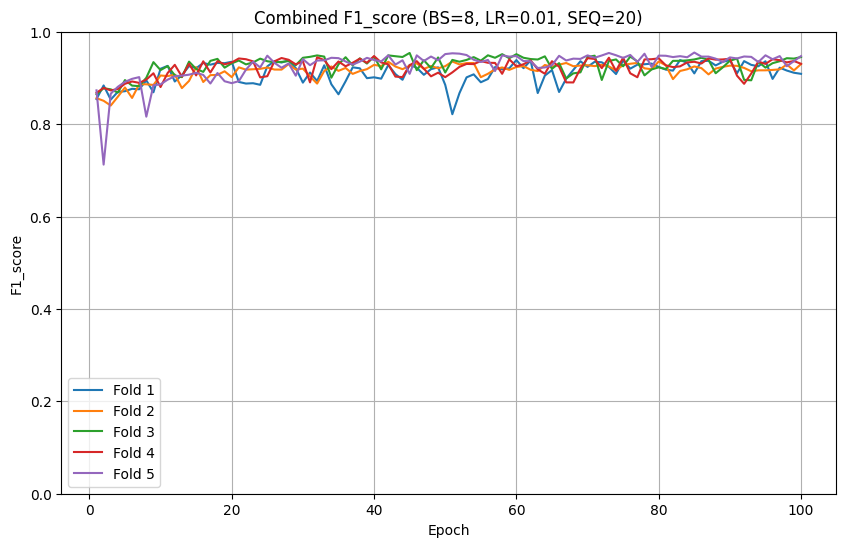 Combined F1_score (BS=8, LR=0.01, SEQ=20)
1.0
0.8
0.6
0.4
0.2
0.0
F1_score
Fold 1
Fold 2
Fold 3
Fold 4
Fold 5
0 20 40 60 80 100
Epoch